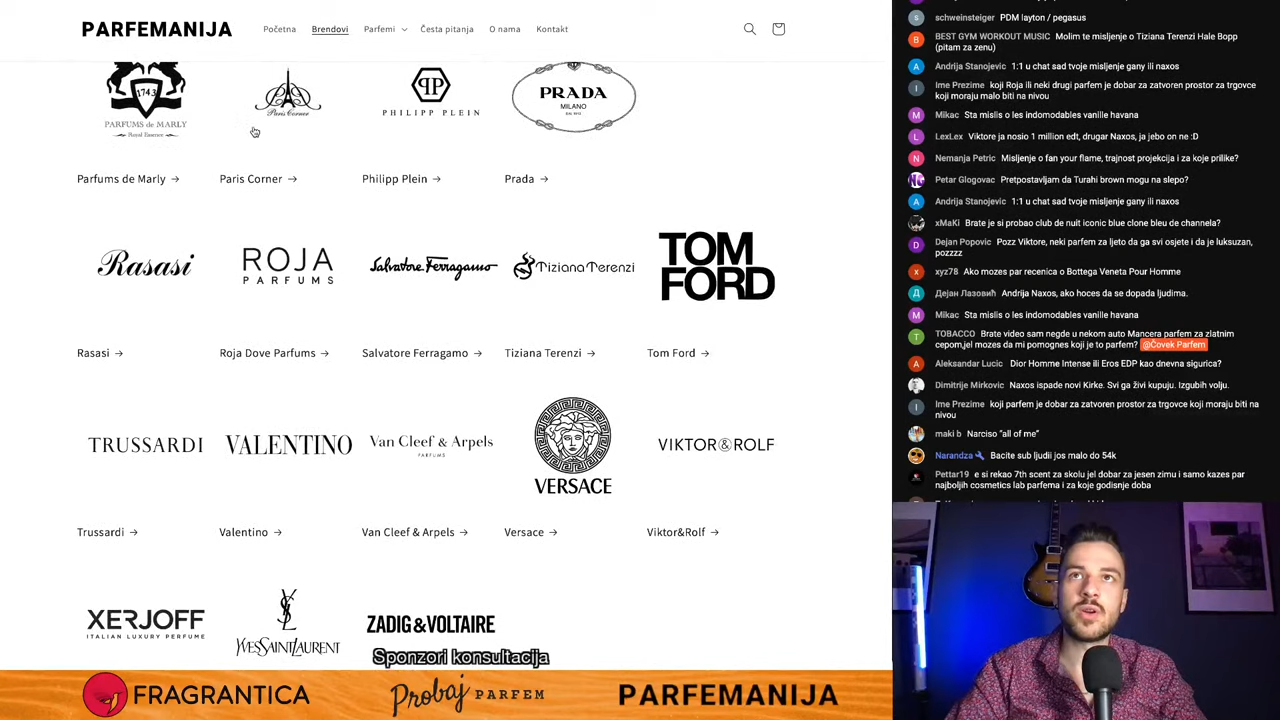 PARFEMANIJA
Početna
Brendovi
Parfemi
Česta pitanja
O nama
Kontakt
1743
PARFUMS de MARLY
Royal Essence
Paris Corner
PHILIPP PLEIN
PRADA
MILANO
Parfums de Marly →
Paris Corner →
Philipp Plein →
Prada →
Rasasi
ROJA
PARFUMS
Salvatore Ferragamo
Tiziana Terenzi
TOM
FORD
Rasasi →
Roja Dove Parfums →
Salvatore Ferragamo →
Tiziana Terenzi →
Tom Ford →
TRUSSARDI
VALENTINO
Van Cleef & Arpels
PARFUMS
VERSACE
VIKTOR&ROLF
Trussardi →
Valentino →
Van Cleef & Arpels →
Versace →
Viktor&Rolf →
XERJOFF
ITALIAN LUXURY PERFUME
YSL
YVESSAINTLAURENT
ZADIG&VOLTAIRE
Sponzori konsultacija
FRAGRANTICA
Probaj PARFEM
PARFEMANIJA
schweinsteiger PDM layton / pegasus
BEST GYM WORKOUT MUSIC Molim te misljenje o Tiziana Terenzi Hale Bopp
(pitam za zenu)
Andrija Stanojevic 1:1 u chat sad tvoje misljenje gany ili naxos
Ime Prezime koji Roja Ili neki drugi parfem je dobar za zatvoren prostor za trgovce
koji moraju malo biti na nivou
Mikac Sta mislis o les indomodables vanille havana
LexLex Viktore ja nosio 1 million edt, drugar Naxos, ja jebo on ne :D
Nemanja Petric Misljenje o fan your flame, trajnost projekcija i za koje prilike?
Petar Glogovac Pretpostavljam da Turahi brown mogu na slepo?
Andrija Stanojevic 1:1 u chat sad tvoje misljenje gany ili naxos
xMaKi Brate je si probao club de nuit iconic blue clone bleu de channela?
Dejan Popovic Pozz Viktore, neki parfem za ljeto da ga svi osjete i da je luksuzan,
pozzzz
xyz78 Ako mozes par recenica o Bottega Veneta Pour Homme
Дејан Лазовић Andrija Naxos, ako hoces da se dopada ljudima.
Mikac Sta mislis o les indomodables vanille havana
TOBACCO Brate video sam negde u nekom auto Mancera parfem za zlatnim
cepom,jel mozes da mi pomognes koji je to parfem? @Čovek Parfem
Aleksandar Lucic Dior Homme Intense ili Eros EDP kao dnevna sigurica?
Dimitrije Mirkovic Naxos ispade novi Kirke. Svi ga živi kupuju. Izgubih volju.
Ime Prezime koji parfem je dobar za zatvoren prostor za trgovce koji moraju biti na
nivou
maki b Narciso "all of me"
Narandza Bacite sub ljudii jos malo do 54k
Pettar19 e si rekao 7th scent za skolu jel dobar za jesen zimu i samo kazes par
najboljih cosmetics lab parfema i za koje godisnje doba